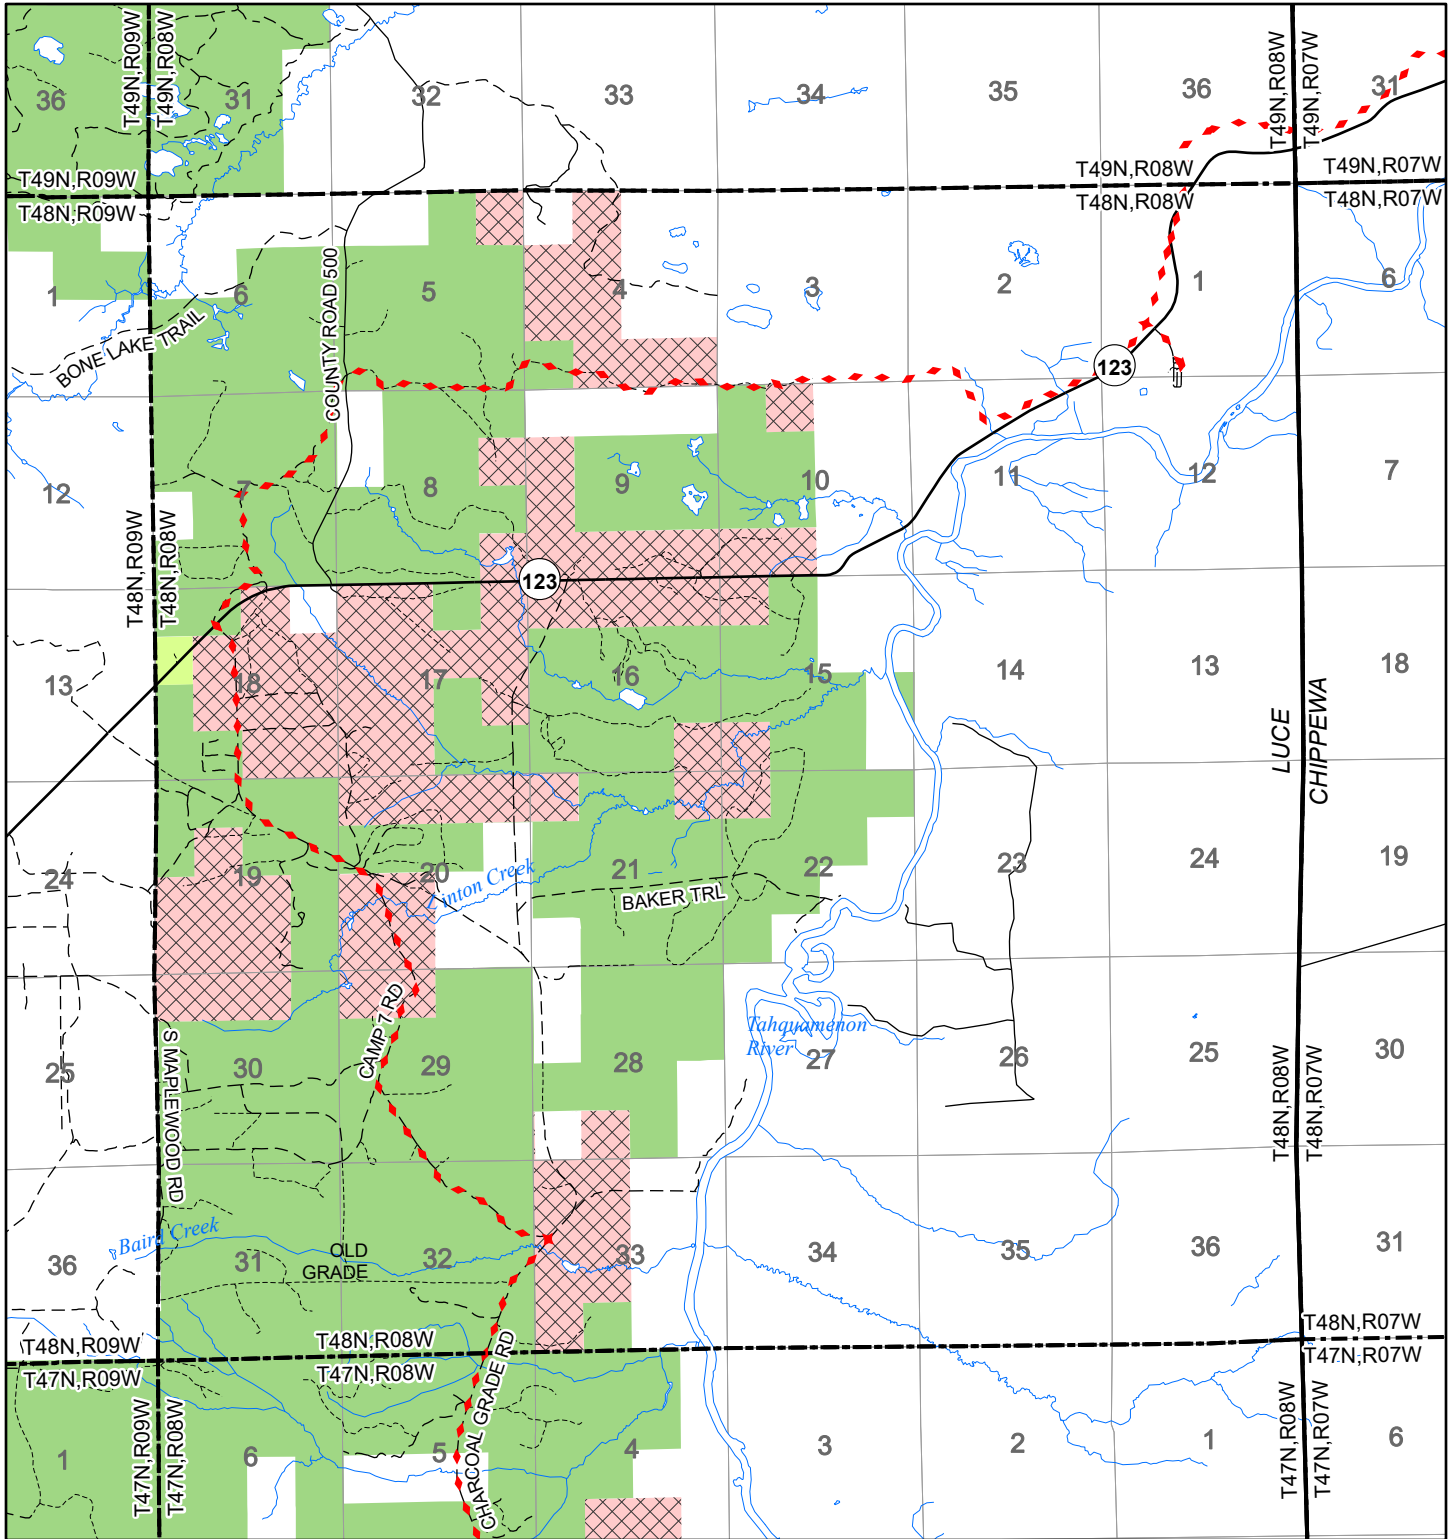 T49N,R09W
T49N,R08W
36
31
32
33
34
35
36
31
T49N,R08W
T49N,R07W
T49N,R09W
T48N,R09W
T49N,R08W
T48N,R08W
T49N,R07W
T48N,R07W
1
6
5
4
3
2
1
6
COUNTY ROAD 500
BONE LAKE TRAIL
123
12
7
8
9
10
11
12
7
T48N,R09W
T48N,R08W
123
13
18
17
16
15
14
13
18
LUCE
CHIPPEWA
24
19
20
21
22
23
24
19
Linton Creek
BAKER TRL
CAMP 7 RD
Tahquamenon
River
25
30
29
28
27
26
25
30
S MAPLEWOOD RD
T48N,R08W
T48N,R07W
Baird Creek
OLD
GRADE
36
31
32
33
34
35
36
31
T48N,R09W
T47N,R09W
T48N,R08W
T47N,R08W
T48N,R07W
T47N,R07W
CHARCOAL GRADE RD
T47N,R09W
T47N,R08W
1
6
5
4
3
2
1
6
T47N,R08W
T47N,R07W